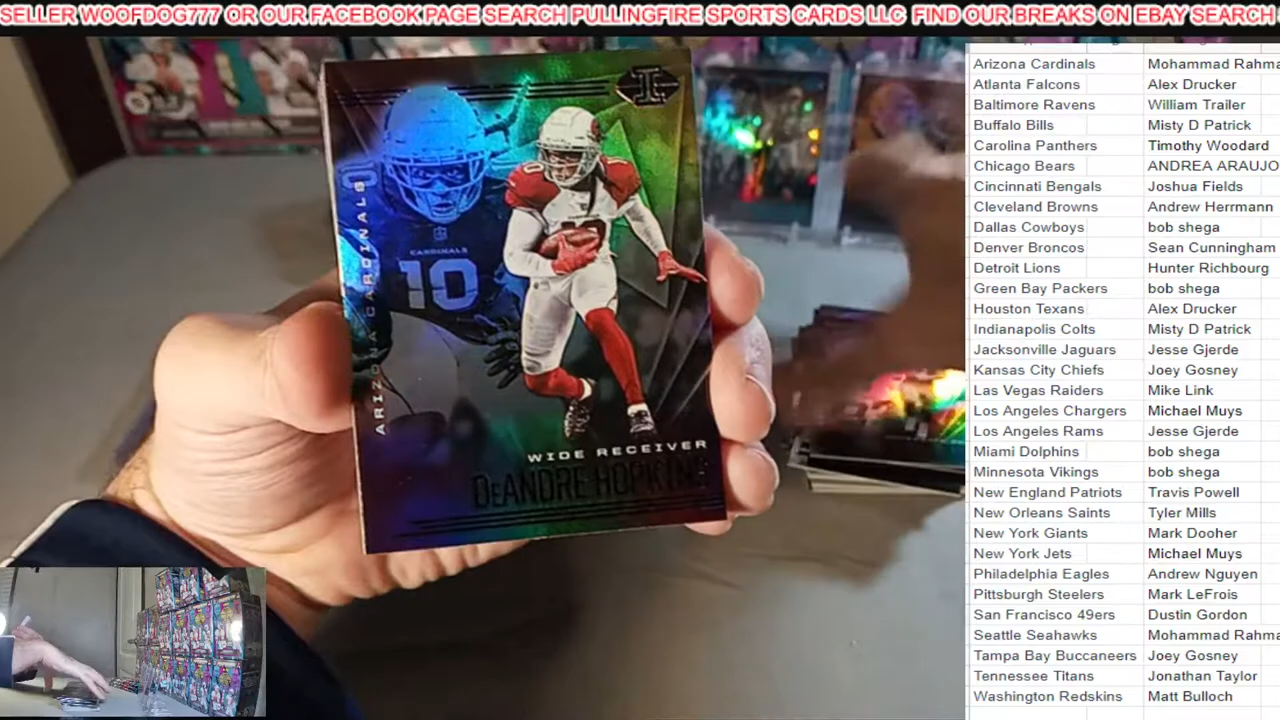 SELLER WOOFDOG777 OR OUR FACEBOOK PAGE SEARCH PULLINGFIRE SPORTS CARDS LLC FIND OUR BREAKS ON EBAY SEARCH
ARIZONA CARDINALS
CARDINALS
10
10
WIDE RECEIVER
DEANDRE HOPKINS
Arizona Cardinals Mohammad Rahma
Atlanta Falcons Alex Drucker
Baltimore Ravens William Trailer
Buffalo Bills Misty D Patrick
Carolina Panthers Timothy Woodard
Chicago Bears ANDREA ARAUJO
Cincinnati Bengals Joshua Fields
Cleveland Browns Andrew Herrmann
Dallas Cowboys bob shega
Denver Broncos Sean Cunningham
Detroit Lions Hunter Richbourg
Green Bay Packers bob shega
Houston Texans Alex Drucker
Indianapolis Colts Misty D Patrick
Jacksonville Jaguars Jesse Gjerde
Kansas City Chiefs Joey Gosney
Las Vegas Raiders Mike Link
Los Angeles Chargers Michael Muys
Los Angeles Rams Jesse Gjerde
Miami Dolphins bob shega
Minnesota Vikings bob shega
New England Patriots Travis Powell
New Orleans Saints Tyler Mills
New York Giants Mark Dooher
New York Jets Michael Muys
Philadelphia Eagles Andrew Nguyen
Pittsburgh Steelers Mark LeFrois
San Francisco 49ers Dustin Gordon
Seattle Seahawks Mohammad Rahma
Tampa Bay Buccaneers Joey Gosney
Tennessee Titans Jonathan Taylor
Washington Redskins Matt Bulloch